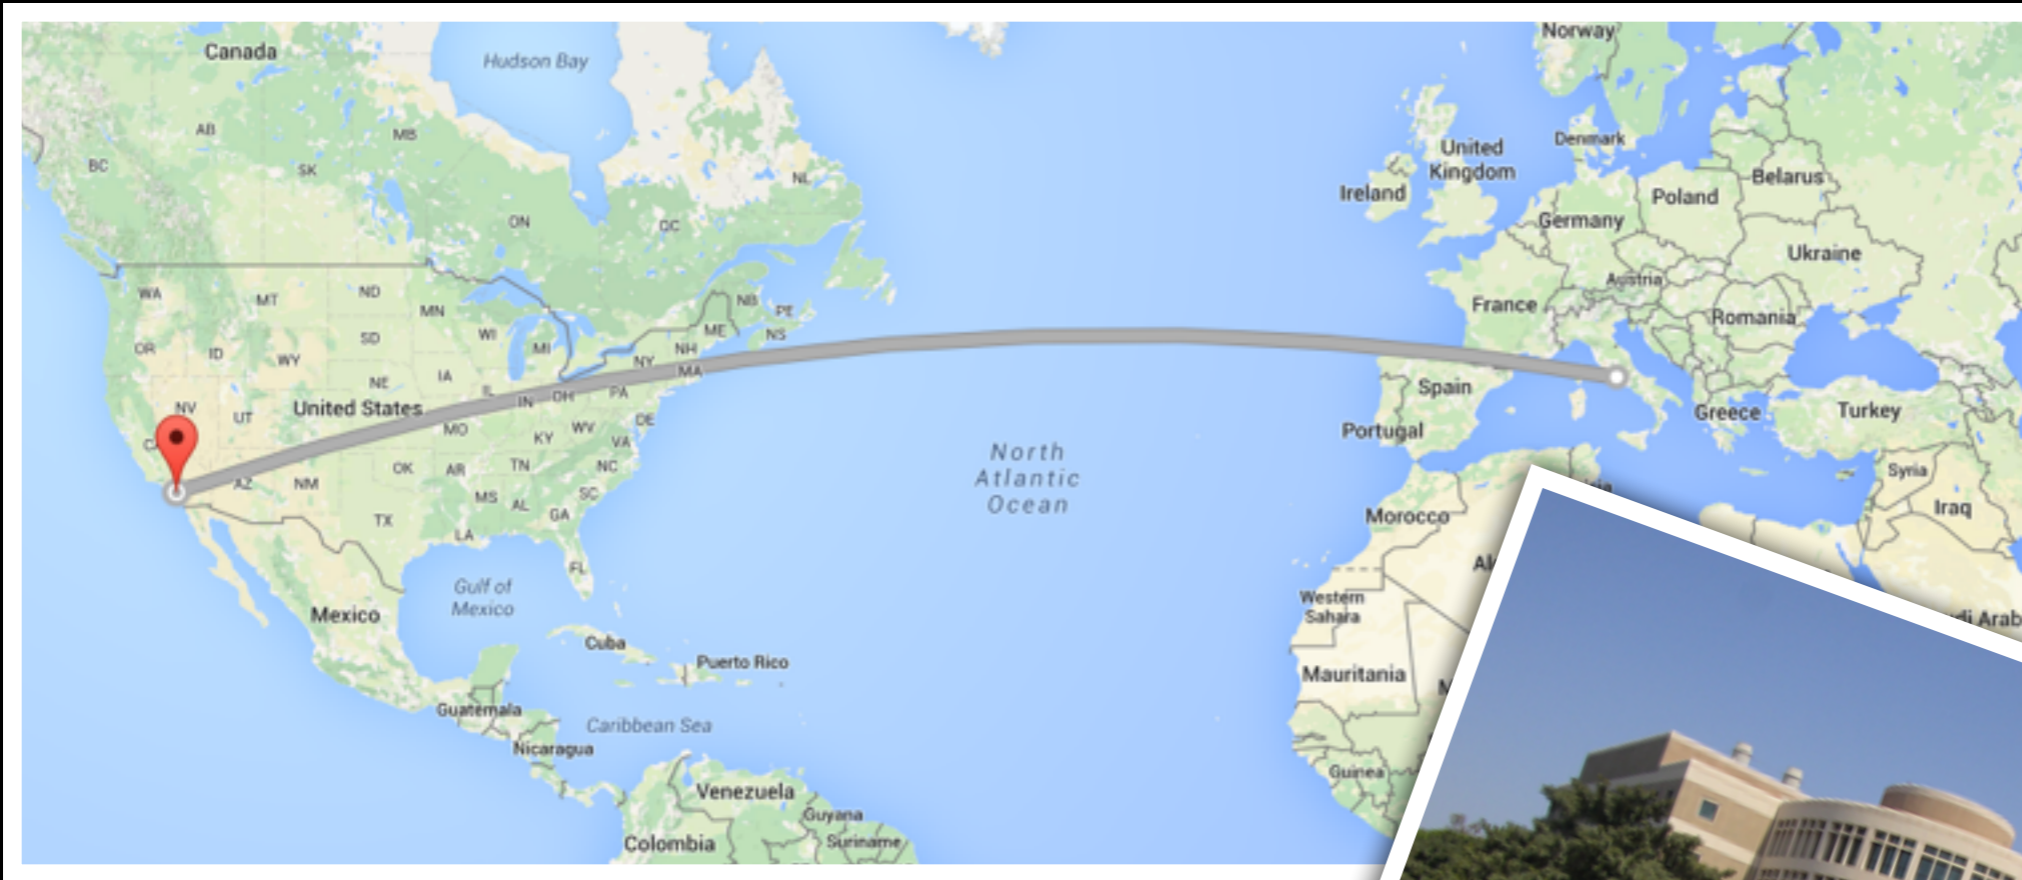 Canada
Hudson Bay
Norway
AB
MB
BC
SK
NL
ON
QC
Denmark
United
Kingdom
Ireland
Belarus
Poland
Germany
Ukraine
Austria
France
Romania
WA
MT
ND
MN
NB
PE
OR
ID
WY
SD
WI
MI
ME
NS
NH
NY
MA
NE
IA
IL
IN
OH
PA
Spain
Portugal
Greece
Turkey
NV
UT
United States
MO
KY
WV
VA
DE
AZ
NM
OK
AR
TN
NC
SC
MS
AL
GA
TX
LA
FL
North
Atlantic
Ocean
Syria
Iraq
Morocco
Gulf of
Mexico
Mexico
Western
Sahara
Cuba
Puerto Rico
Mauritania
Guatemala
Caribbean Sea
Nicaragua
Guinea
Venezuela
Guyana
Colombia
Suriname